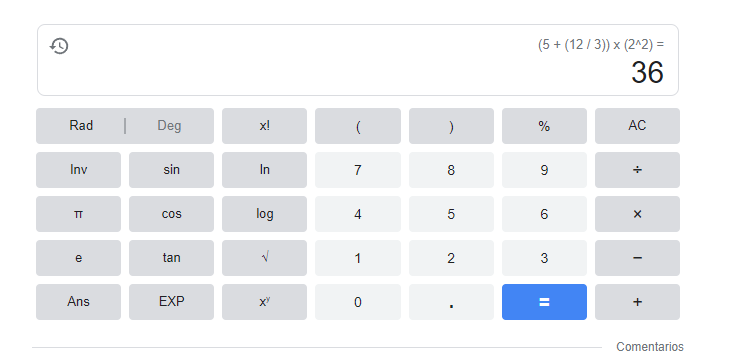 (5 + (12 / 3)) x (2^2) =
36
Rad | Deg x! ( ) % AC
Inv sin ln 7 8 9 ÷
π cos log 4 5 6 ×
e tan √ 1 2 3 −
Ans EXP xʸ 0 . = +
Comentarios